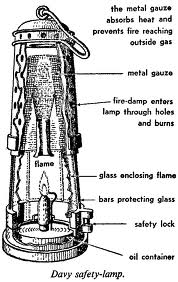 the metal gauze
absorbs heat and
prevents fire reaching
outside gas
metal gauze
fire-damp enters
lamp through holes
and burns
flame
glass enclosing flame
bars protecting glass
safety lock
oil container
Davy safety-lamp.